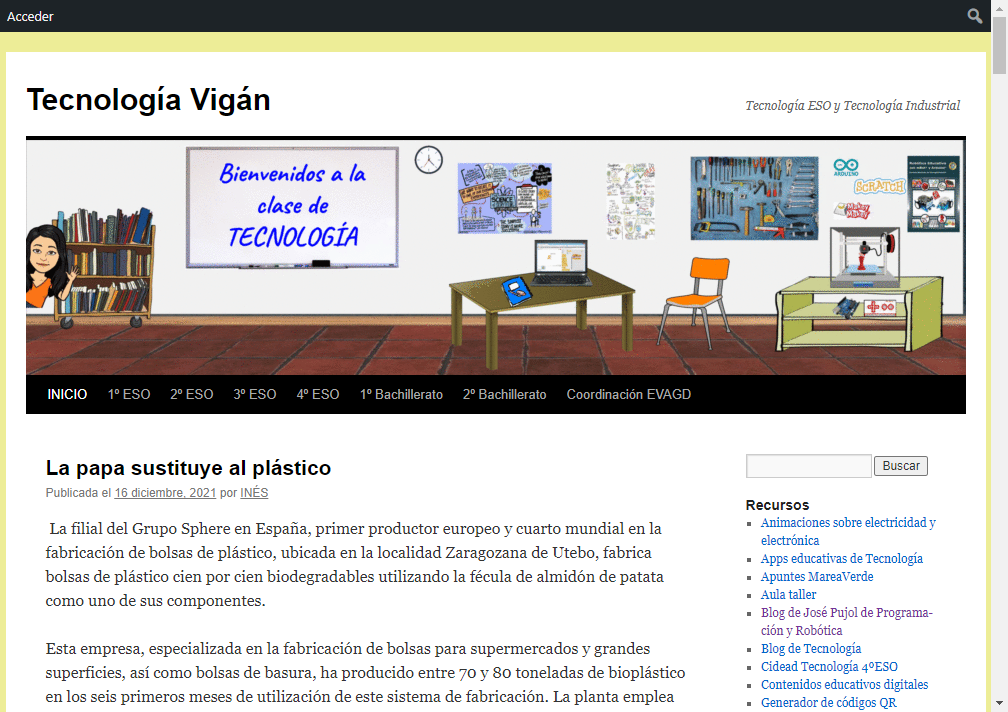 Acceder
Tecnología Vigán
Tecnología ESO y Tecnología Industrial
Bienvenidos a la
clase de
TECNOLOGÍA
ARDUINO
SCRATCH
INICIO 1º ESO 2º ESO 3º ESO 4º ESO 1º Bachillerato 2º Bachillerato Coordinación EVAGD
La papa sustituye al plástico
Publicada el 16 diciembre, 2021 por INÉS
La filial del Grupo Sphere en España, primer productor europeo y cuarto mundial en la
fabricación de bolsas de plástico, ubicada en la localidad Zaragozana de Utebo, fabrica
bolsas de plástico cien por cien biodegradables utilizando la fécula de almidón de patata
como uno de sus componentes.
Esta empresa, especializada en la fabricación de bolsas para supermercados y grandes
superficies, así como bolsas de basura, ha producido entre 70 y 80 toneladas de bioplástico
en los seis primeros meses de utilización de este sistema de fabricación. La planta emplea
Buscar
Recursos
Animaciones sobre electricidad y
electrónica
Apps educativas de Tecnología
Apuntes MareaVerde
Aula taller
Blog de José Pujol de Programa-
ción y Robótica
Blog de Tecnología
Cidead Tecnología 4ºESO
Contenidos educativos digitales
Generador de códigos QR